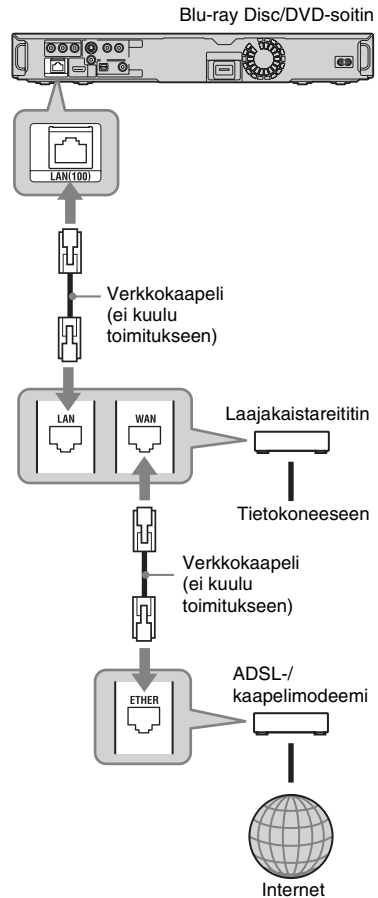 Blu-ray Disc/DVD-soitin
LAN(100)
Verkkokaapeli
(ei kuulu
toimitukseen)
LAN
WAN
Laajakaistareititin
Tietokoneeseen
Verkkokaapeli
(ei kuulu
toimitukseen)
ETHER
ADSL-/
kaapelimodeemi
Internet